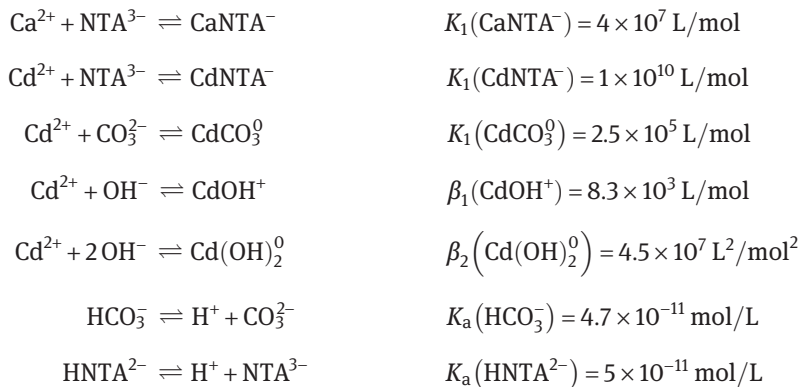 Ca²⁺ + NTA³⁻ ⇌ CaNTA⁻ K₁(CaNTA⁻) = 4 × 10⁷ L/mol
Cd²⁺ + NTA³⁻ ⇌ CdNTA⁻ K₁(CdNTA⁻) = 1 × 10¹⁰ L/mol
Cd²⁺ + CO₃²⁻ ⇌ CdCO₃⁰ K₁(CdCO₃⁰) = 2.5 × 10⁵ L/mol
Cd²⁺ + OH⁻ ⇌ CdOH⁺ β₁(CdOH⁺) = 8.3 × 10³ L/mol
Cd²⁺ + 2 OH⁻ ⇌ Cd(OH)₂⁰ β₂(Cd(OH)₂⁰) = 4.5 × 10⁷ L²/mol²
HCO₃⁻ ⇌ H⁺ + CO₃²⁻ Kₐ(HCO₃⁻) = 4.7 × 10⁻¹¹ mol/L
HNTA²⁻ ⇌ H⁺ + NTA³⁻ Kₐ(HNTA²⁻) = 5 × 10⁻¹¹ mol/L